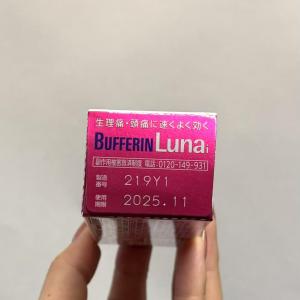 生理痛・頭痛に速くよく効く
BUFFERIN Luna i
副作用被害救済制度 電話:0120-149-931
製造番号 219Y1
使用期限 2025.11